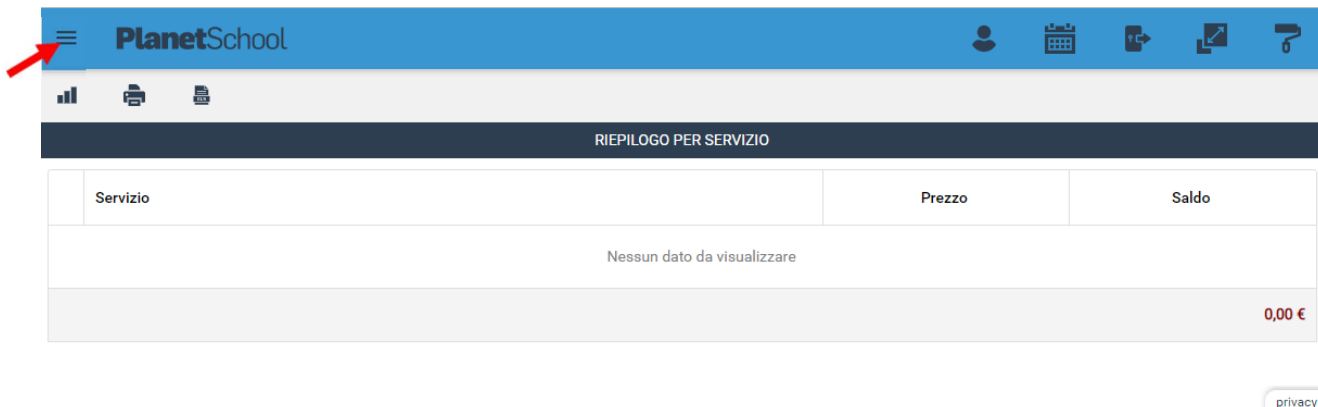 PlanetSchool
RIEPILOGO PER SERVIZIO
Servizio Prezzo Saldo
Nessun dato da visualizzare
0,00 €
privacy